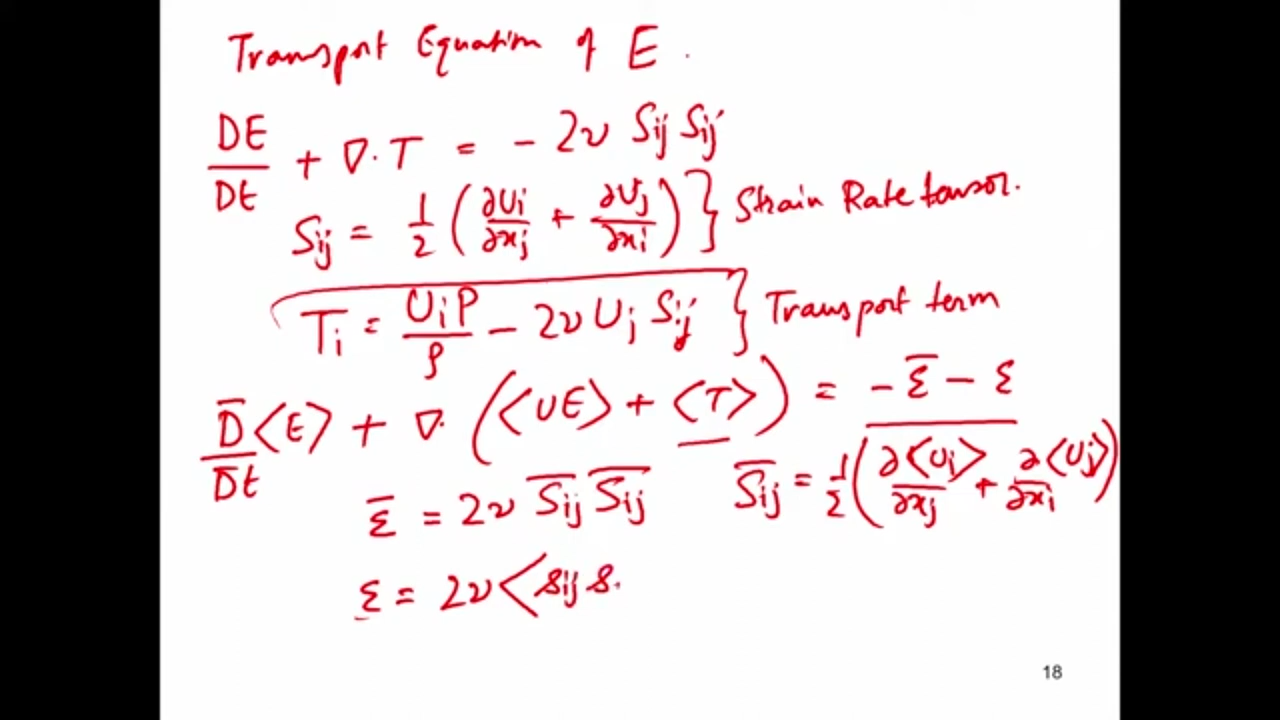 Transport Equation of E.
DE/Dt + ∇·T = - 2ν Sij Sij
Sij = 1/2 (∂Ui/∂xj + ∂Uj/∂xi) } Strain Rate tensor.
Ti = UiP/ρ - 2ν Uj Sij } Transport term
D̅/D̅t <E> + ∇·(<UE> + <T>) = - ε̅ - ε
ε̅ = 2ν S̅ij S̅ij S̅ij = 1/2 (∂<Ui>/∂xj + ∂<Uj>/∂xi)
ε = 2ν < sij s.
18